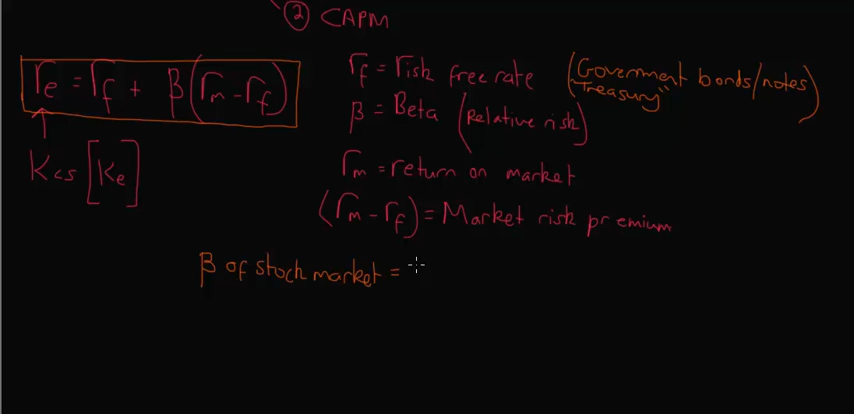 ② CAPM
re = rf + β(rm - rf)
rf = risk free rate (Government bonds/notes
Treasury")
β = Beta (Relative risk)
Kcs [Ke]
rm = return on market
(rm - rf) = Market risk premium
β of stock market =